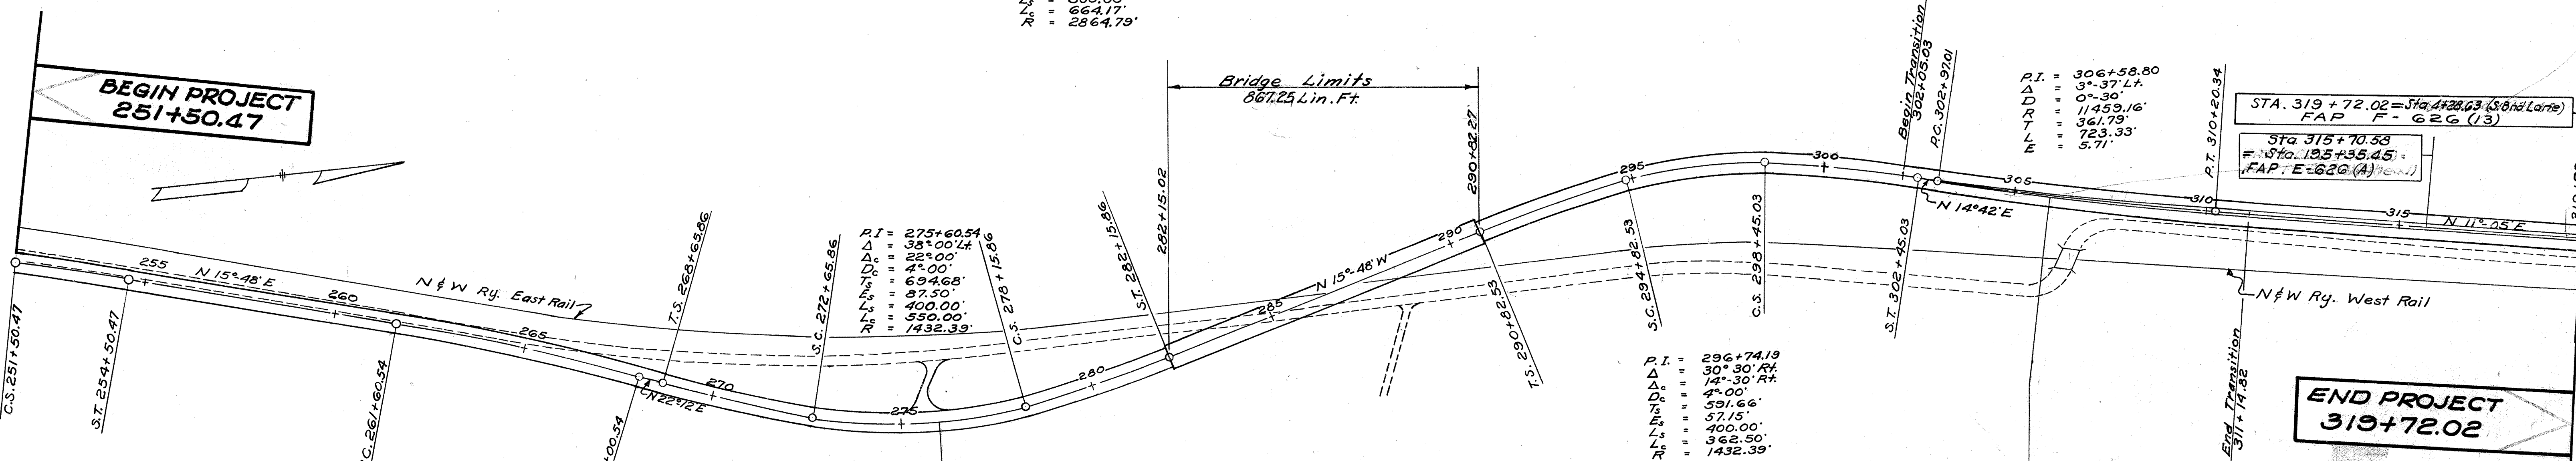 Lc = 664.17'
R = 2864.79'
BEGIN PROJECT
251+50.47
Bridge Limits
867.25 Lin. Ft.
Begin Transition
302+05.03
P.C. 302+97.01
P.I. = 306+58.80
Δ = 3°-37' Lt.
D = 0°-30'
R = 11459.16'
T = 361.79'
L = 723.33'
E = 5.71'
P.T. 310+20.34
STA. 319 + 72.02 =
FAP F - 626 (13)
Sta. 315+70.58
= Sta. 195+35.45
FAP. E-626 (A)
282+15.02
290+82.27
255
N 15°-48' E
260
N & W Ry. East Rail
265
T.S. 268+65.86
270
S.C. 272+65.86
P.I. = 275+60.54
Δ = 38°-00' Lt.
Δc = 22°00'
Dc = 4°-00'
Ts = 694.68'
Es = 87.50'
Ls = 400.00'
Lc = 550.00'
R = 1432.39'
275
C.S. 278+15.86
280
S.T. 282+15.86
285
N 15°-48' W
290
295
300
N 14°42' E
305
310
315
N 11°-05' E
C.S. 251+50.47
S.T. 254+50.47
C. 261+60.54
+00.54
N 22°12' E
T.S. 290+82.53
S.C. 294+82.53
C.S. 298+45.03
S.T. 302+45.03
P.I. = 296+74.19
Δ = 30° 30' Rt.
Δc = 14°-30' Rt.
Dc = 4°-00'
Ts = 591.66'
Es = 57.15'
Ls = 400.00'
Lc = 362.50'
R = 1432.39'
N & W Ry. West Rail
End Transition
311+14.82
END PROJECT
319+72.02